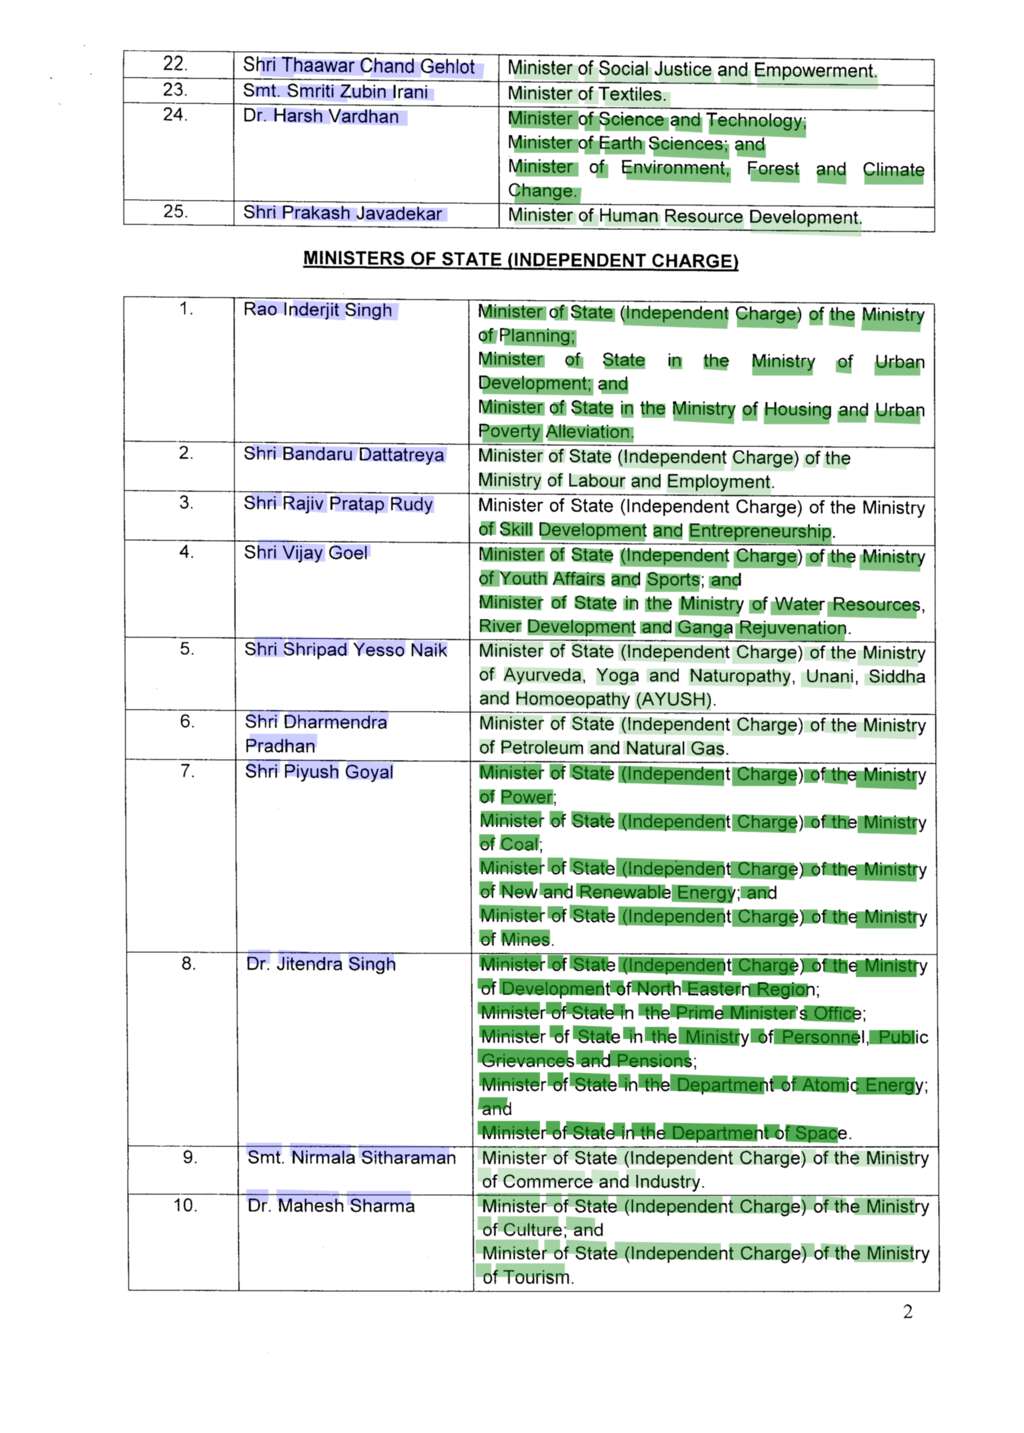 22. Shri Thaawar Chand Gehlot Minister of Social Justice and Empowerment.
23. Smt. Smriti Zubin Irani Minister of Textiles.
24. Dr. Harsh Vardhan Minister of Science and Technology;
Minister of Earth Sciences; and
Minister of Environment, Forest and Climate
Change.
25. Shri Prakash Javadekar Minister of Human Resource Development.
MINISTERS OF STATE (INDEPENDENT CHARGE)
1. Rao Inderjit Singh Minister of State (Independent Charge) of the Ministry
of Planning;
Minister of State in the Ministry of Urban
Development; and
Minister of State in the Ministry of Housing and Urban
Poverty Alleviation.
2. Shri Bandaru Dattatreya Minister of State (Independent Charge) of the
Ministry of Labour and Employment.
3. Shri Rajiv Pratap Rudy Minister of State (Independent Charge) of the Ministry
of Skill Development and Entrepreneurship.
4. Shri Vijay Goel Minister of State (Independent Charge) of the Ministry
of Youth Affairs and Sports; and
Minister of State in the Ministry of Water Resources,
River Development and Ganga Rejuvenation.
5. Shri Shripad Yesso Naik Minister of State (Independent Charge) of the Ministry
of Ayurveda, Yoga and Naturopathy, Unani, Siddha
and Homoeopathy (AYUSH).
6. Shri Dharmendra Minister of State (Independent Charge) of the Ministry
Pradhan of Petroleum and Natural Gas.
7. Shri Piyush Goyal Minister of State (Independent Charge) of the Ministry
of Power;
Minister of State (Independent Charge) of the Ministry
of Coal;
Minister of State (Independent Charge) of the Ministry
of New and Renewable Energy; and
Minister of State (Independent Charge) of the Ministry
of Mines.
8. Dr. Jitendra Singh Minister of State (Independent Charge) of the Ministry
of Development of North Eastern Region;
Minister of State in the Prime Minister's Office;
Minister of State in the Ministry of Personnel, Public
Grievances and Pensions;
Minister of State in the Department of Atomic Energy;
and
Minister of State in the Department of Space.
9. Smt. Nirmala Sitharaman Minister of State (Independent Charge) of the Ministry
of Commerce and Industry.
10. Dr. Mahesh Sharma Minister of State (Independent Charge) of the Ministry
of Culture; and
Minister of State (Independent Charge) of the Ministry
of Tourism.
2